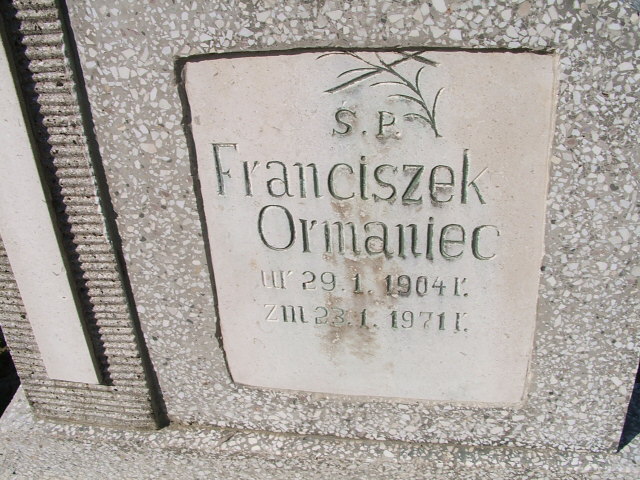 Ś.P.
Franciszek
Ormaniec
ur 29.1.1904 r.
zm 23.1.1971 r.